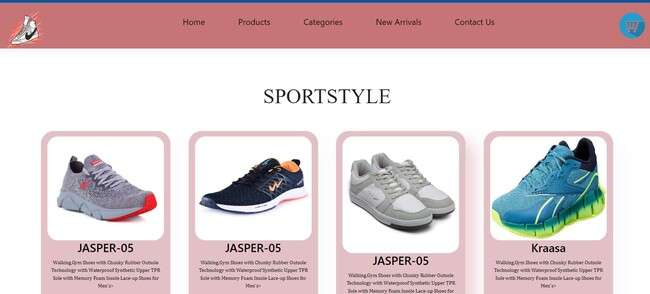 Home Products Categories New Arrivals Contact Us
SPORTSTYLE
JASPER-05
Walking,Gym Shoes with Chunky Rubber Outsole
Technology with Waterproof Synthetic Upper TPR
Sole with Memory Foam Insole Lace-up Shoes for
Men's>
JASPER-05
Walking,Gym Shoes with Chunky Rubber Outsole
Technology with Waterproof Synthetic Upper TPR
Sole with Memory Foam Insole Lace-up Shoes for
Men's>
JASPER-05
Walking,Gym Shoes with Chunky Rubber Outsole
Technology with Waterproof Synthetic Upper TPR
Sole with Memory Foam Insole Lace-up Shoes for
Kraasa
Walking,Gym Shoes with Chunky Rubber Outsole
Technology with Waterproof Synthetic Upper TPR
Sole with Memory Foam Insole Lace-up Shoes for
Men's>